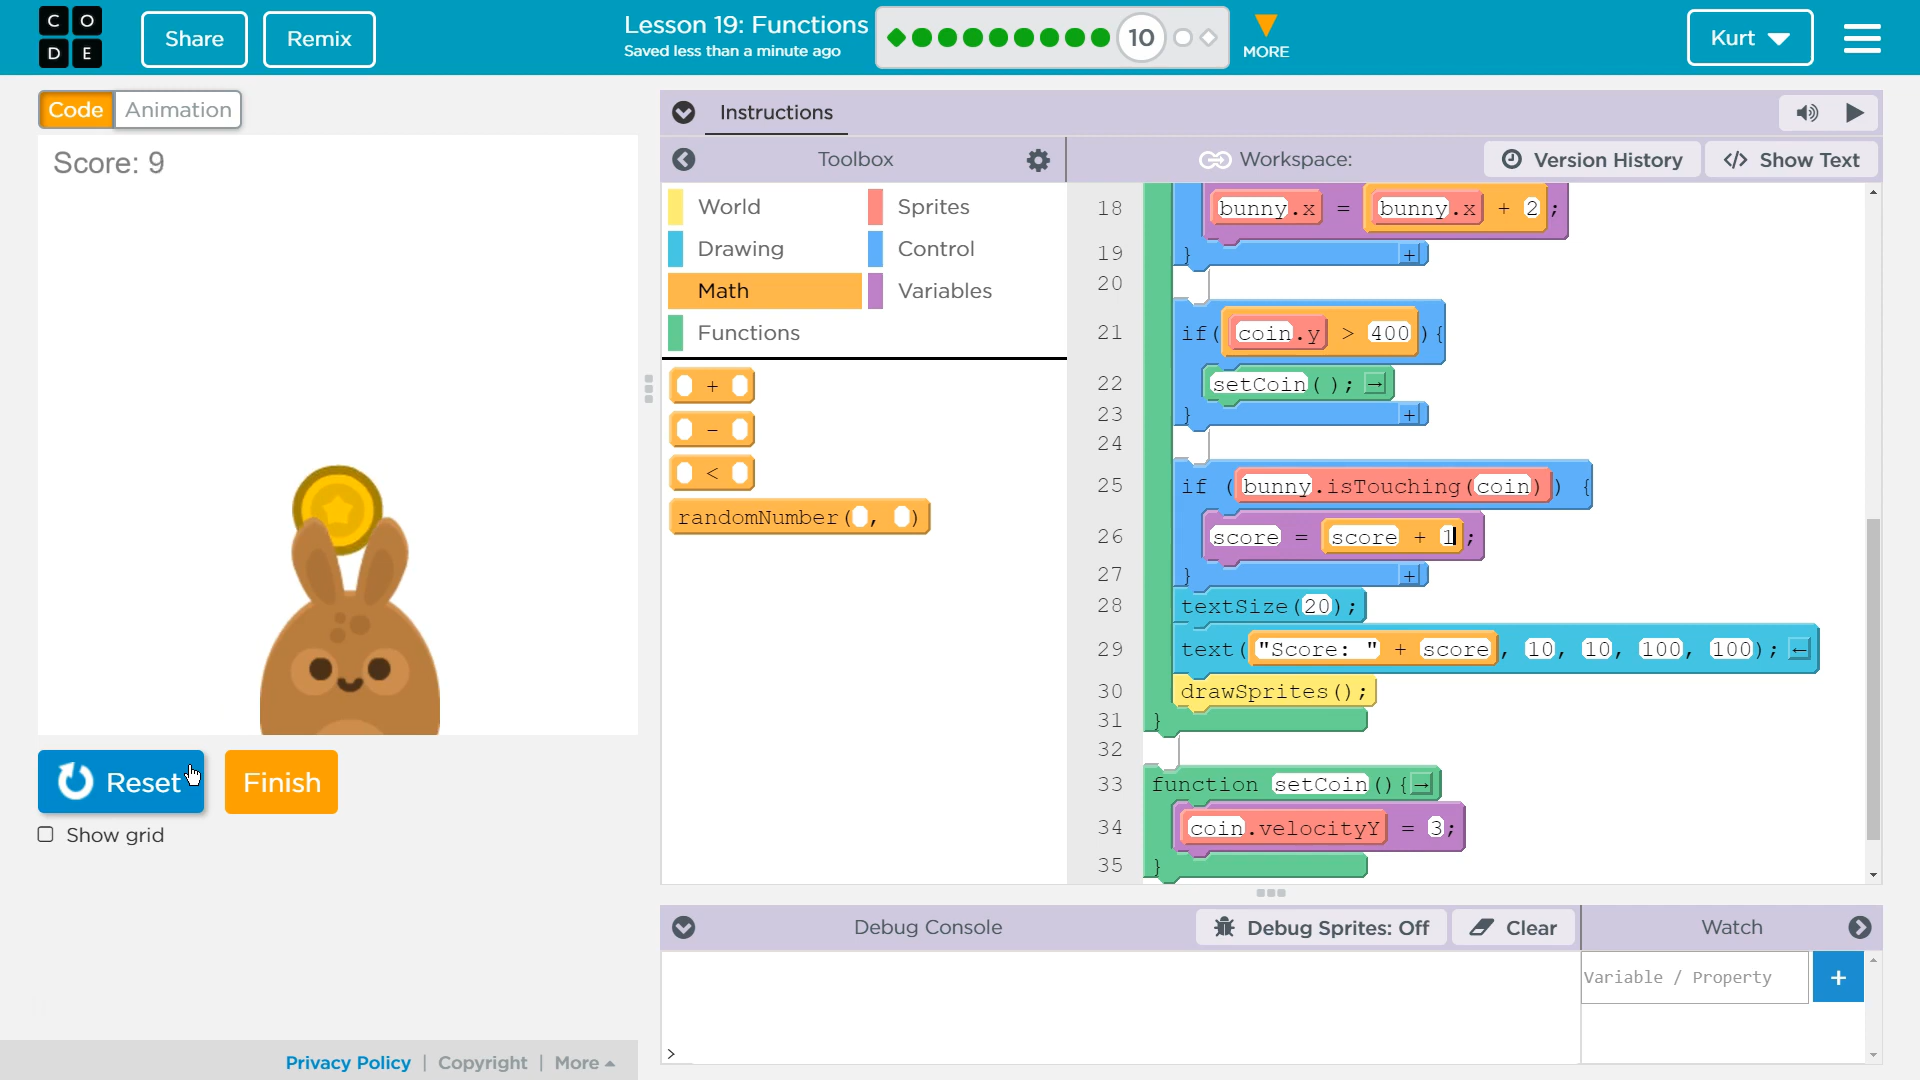 C O
D E
Share
Remix
Lesson 19: Functions
Saved less than a minute ago
10
MORE
Kurt
Code
Animation
Instructions
Toolbox
Workspace:
Version History
</> Show Text
Score: 9
World
Sprites
Drawing
Control
Math
Variables
Functions
+
-
<
randomNumber( , )
18 bunny.x = bunny.x + 2;
19 } +
20
21 if(coin.y > 400){
22 setCoin();
23 } +
24
25 if (bunny.isTouching(coin)) {
26 score = score + 1;
27 } +
28 textSize(20);
29 text("Score: " + score, 10, 10, 100, 100);
30 drawSprites();
31 }
32
33 function setCoin(){
34 coin.velocityY = 3;
35 }
Reset
Finish
Show grid
Debug Console
Debug Sprites: Off
Clear
Watch
Variable / Property
+
>
Privacy Policy | Copyright | More